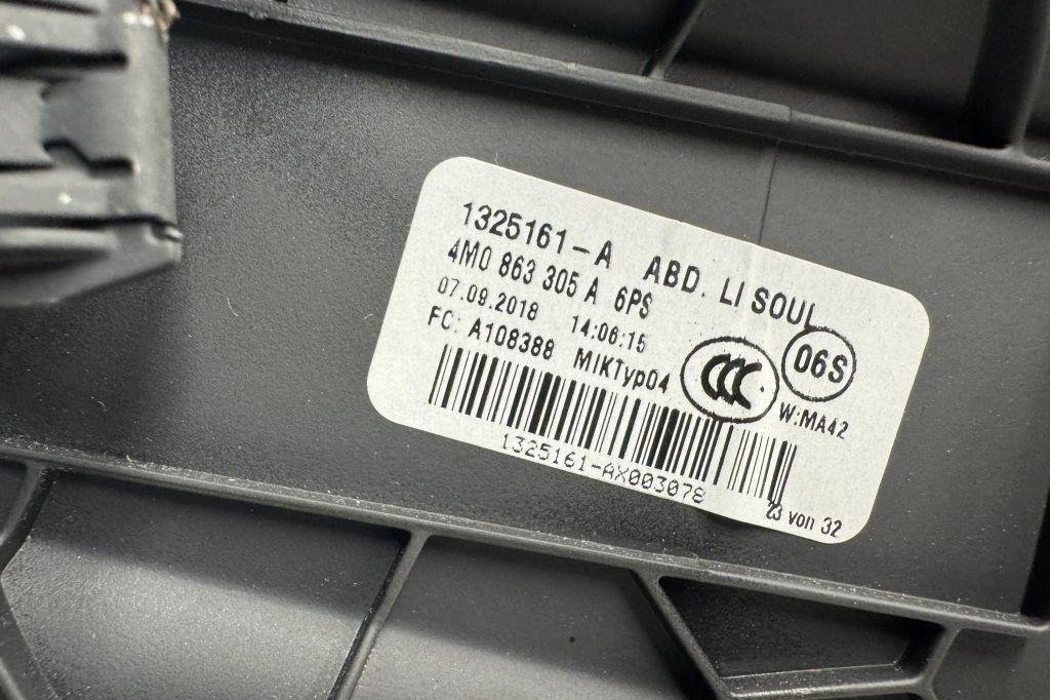 1325161-A ABD. LI SOUL
4M0 863 305 A 6PS
07.09.2018 14:06:15
06S
FC: A108388 MIKTyp04
CCC
W:MA42
1325161-AX003078
23 von 32